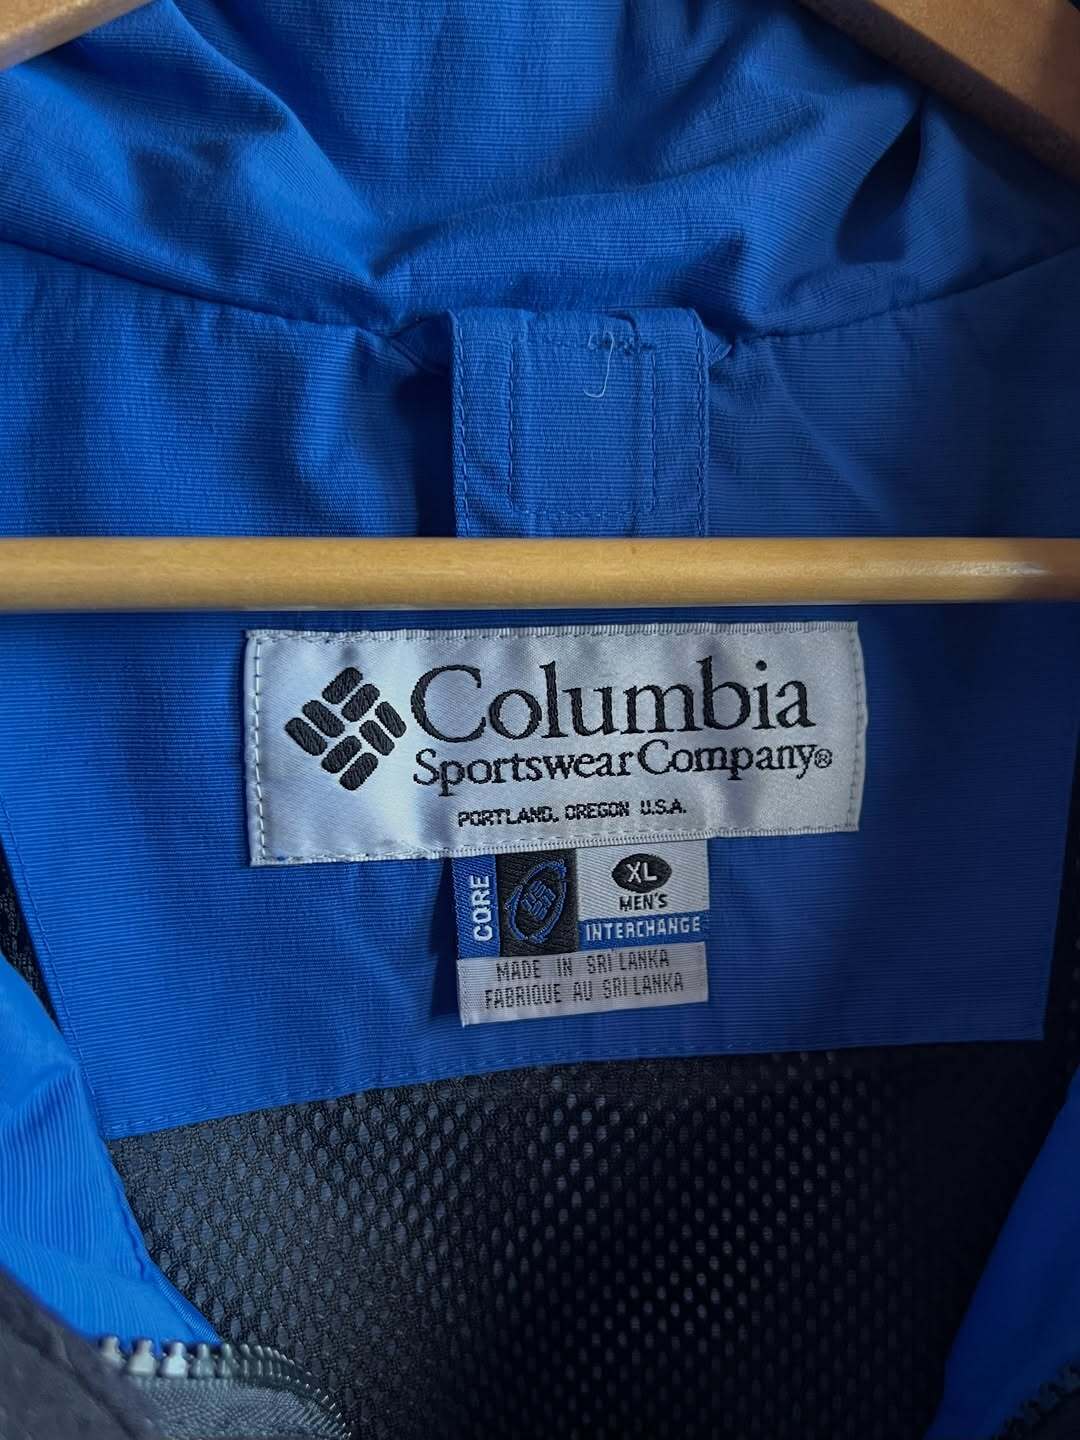 Columbia
Sportswear Company®
PORTLAND, OREGON U.S.A.
CORE
XL
MEN'S
INTERCHANGE
MADE IN SRI LANKA
FABRIQUE AU SRI LANKA